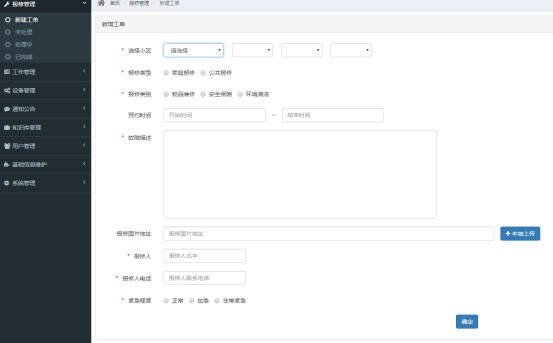 报修管理
新建工单
未处理
处理中
已完成
工作管理
设备管理
通知公告
知识库管理
用户管理
基础信息维护
系统管理
首页 > 报修管理 > 新增工单
新增工单
* 选择小区 请选择
* 报修类型 家庭报修 公共报修
* 报修类别 物品维修 安全保障 环境清洁
预约时间 开始时间 ~ 结束时间
* 故障描述
报修图片地址 报修图片地址 +本地上传
* 报修人 报修人名字
* 报修人电话 报修人联系电话
* 紧急程度 正常 加急 非常紧急
确定